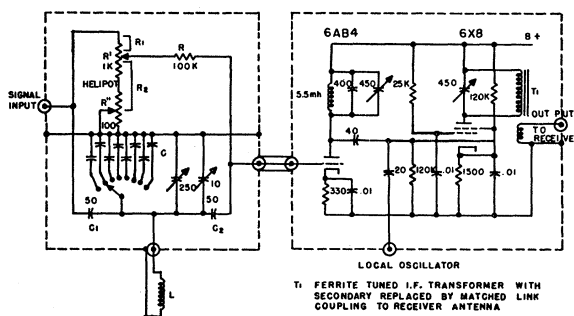 6AB4
6X8
B +
R1
R'
1K
R
100K
HELIPOT
R2
SIGNAL
INPUT
R"
100
C
250
10
50
C1
50
C2
L
5.5mh
400
450
25K
450
120K
T1
OUTPUT
TO
RECEIVER
40
330
.01
20
120K
.01
1500
.01
LOCAL OSCILLATOR
T1 FERRITE TUNED I.F. TRANSFORMER WITH
SECONDARY REPLACED BY MATCHED LINK
COUPLING TO RECEIVER ANTENNA